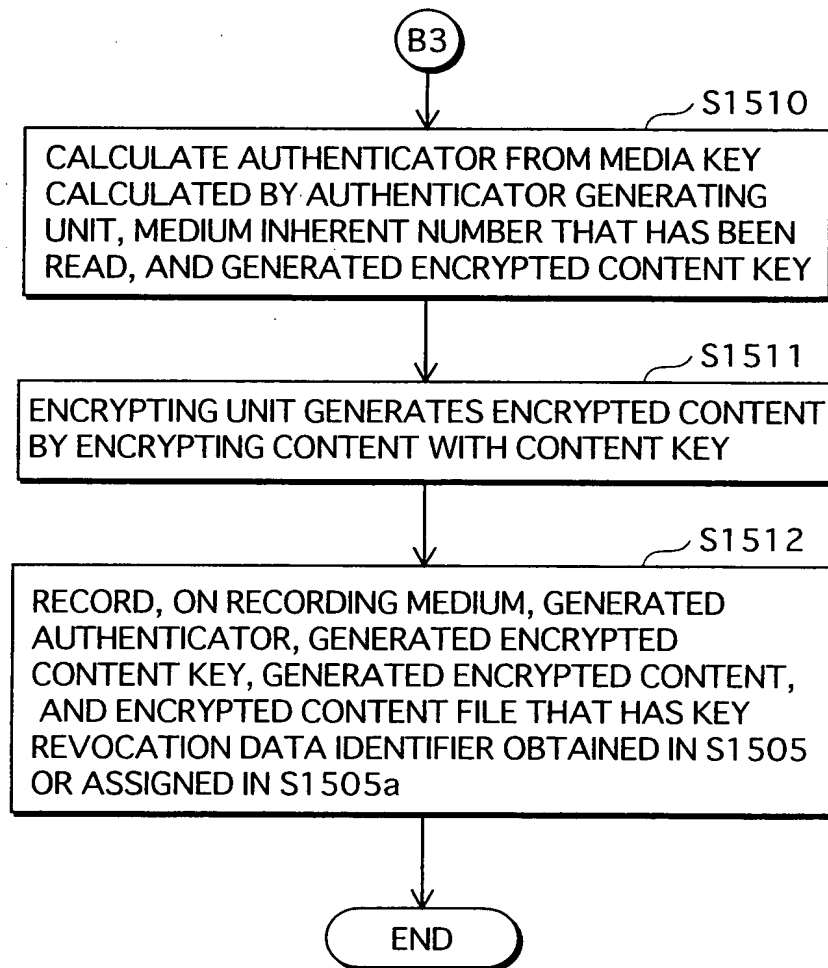 B3
S1510
CALCULATE AUTHENTICATOR FROM MEDIA KEY
CALCULATED BY AUTHENTICATOR GENERATING
UNIT, MEDIUM INHERENT NUMBER THAT HAS BEEN
READ, AND GENERATED ENCRYPTED CONTENT KEY
S1511
ENCRYPTING UNIT GENERATES ENCRYPTED CONTENT
BY ENCRYPTING CONTENT WITH CONTENT KEY
S1512
RECORD, ON RECORDING MEDIUM, GENERATED
AUTHENTICATOR, GENERATED ENCRYPTED
CONTENT KEY, GENERATED ENCRYPTED CONTENT,
AND ENCRYPTED CONTENT FILE THAT HAS KEY
REVOCATION DATA IDENTIFIER OBTAINED IN S1505
OR ASSIGNED IN S1505a
END